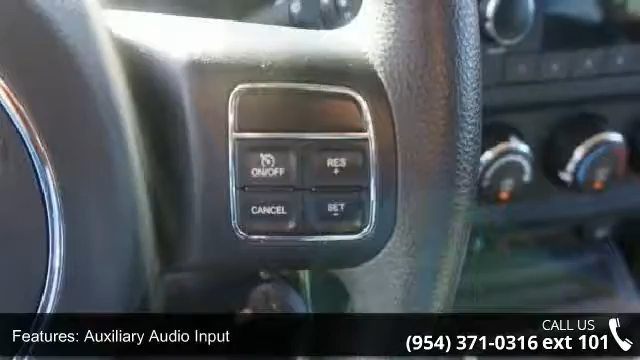 ON/OFF
RES
+
CANCEL
SET
-
Features: Auxiliary Audio Input
CALL US
(954) 371-0316 ext 101